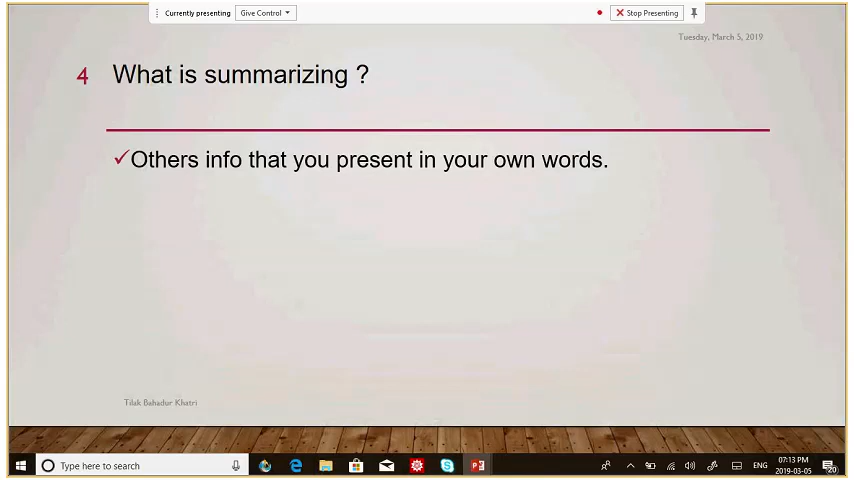 Currently presenting Give Control Stop Presenting
Tuesday, March 5, 2019
4 What is summarizing ?
Others info that you present in your own words.
Tilak Bahadur Khatri
Type here to search
ENG
07:13 PM
2019-03-05
20